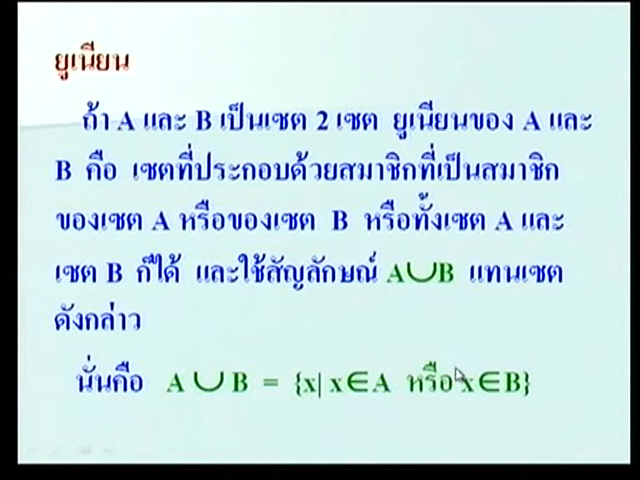 ยูเนียน
ถ้า A และ B เป็นเซต 2 เซต ยูเนียนของ A และ
B คือ เซตที่ประกอบด้วยสมาชิกที่เป็นสมาชิก
ของเซต A หรือของเซต B หรือทั้งเซต A และ
เซต B ก็ได้ และใช้สัญลักษณ์ A∪B แทนเซต
ดังกล่าว
นั่นคือ A ∪ B = {x| x∈A หรือ x∈B}